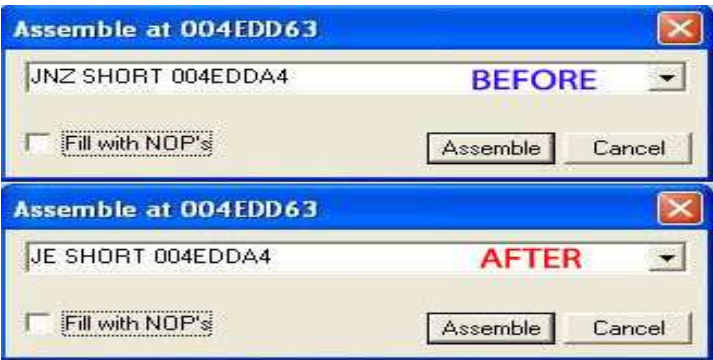 Assemble at 004EDD63
JNZ SHORT 004EDDA4 BEFORE
Fill with NOP's Assemble Cancel
Assemble at 004EDD63
JE SHORT 004EDDA4 AFTER
Fill with NOP's Assemble Cancel